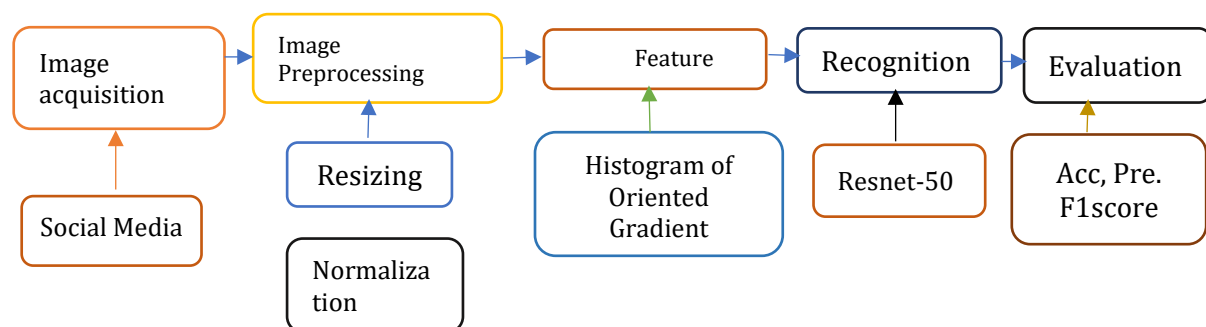 Image
acquisition
Image
Preprocessing
Feature
Recognition
Evaluation
Social Media
Resizing
Normaliza
tion
Histogram of
Oriented
Gradient
Resnet-50
Acc, Pre.
F1score